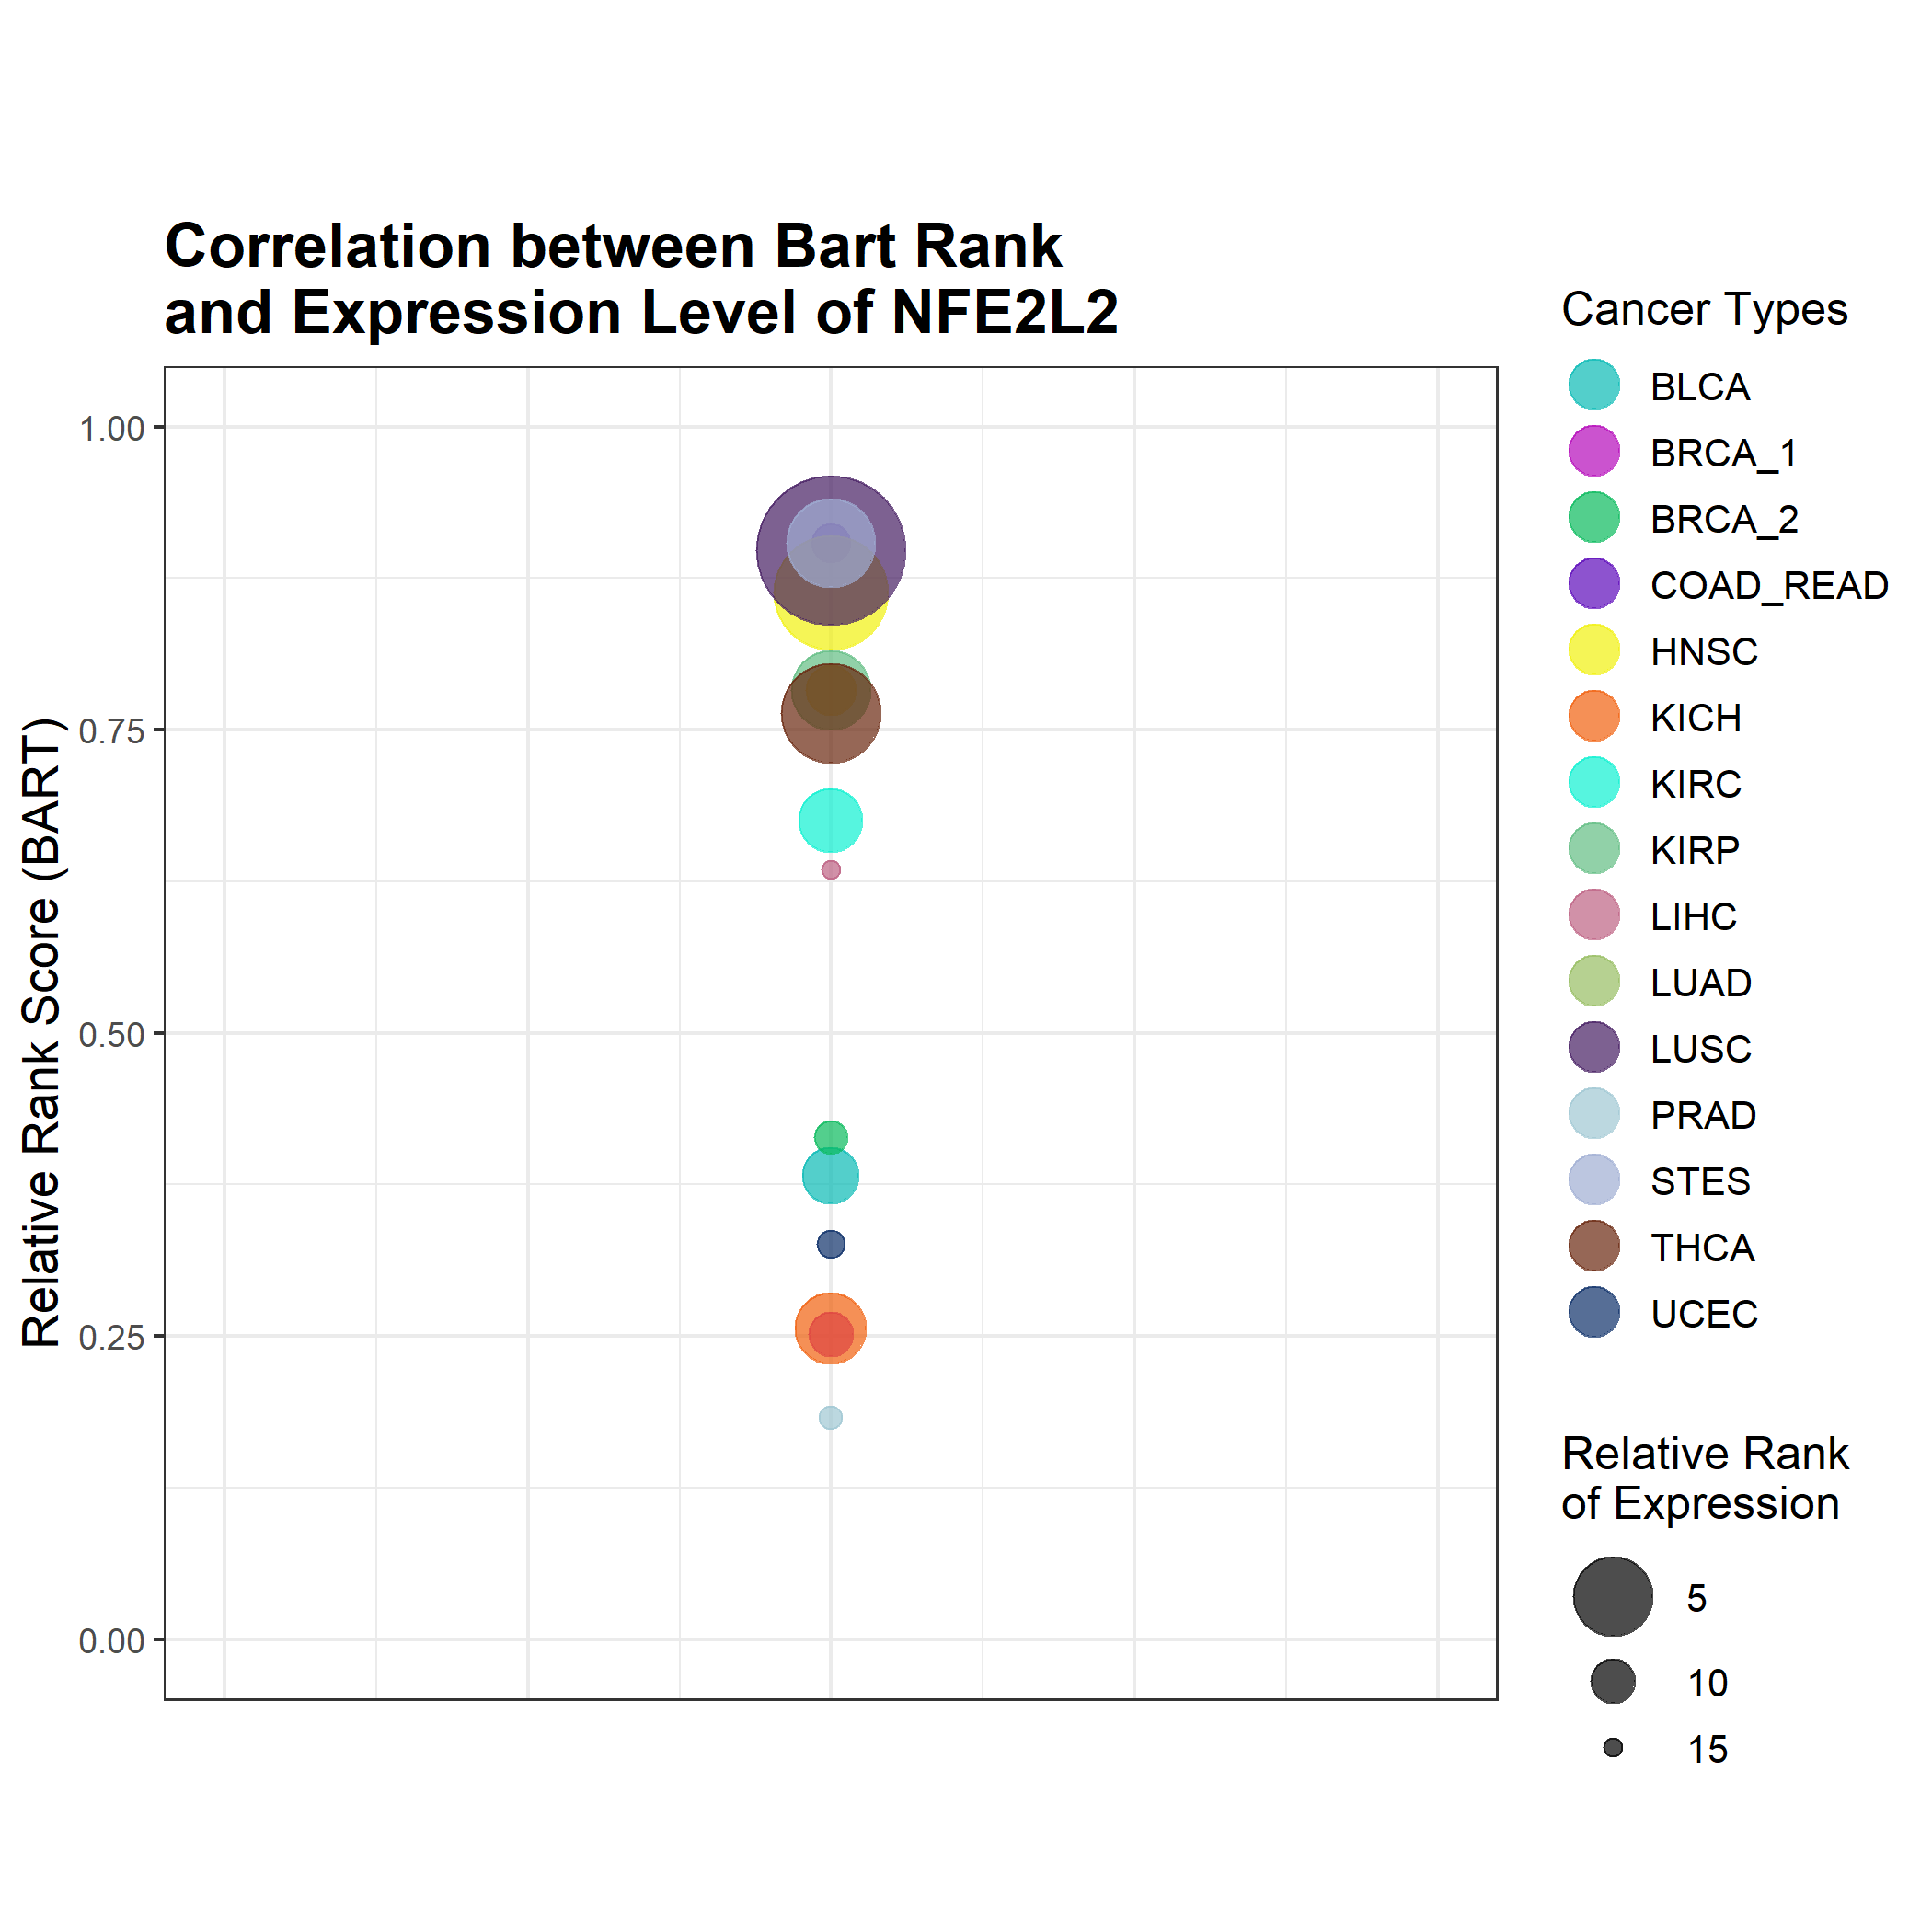 Correlation between Bart Rank
and Expression Level of NFE2L2
Relative Rank Score (BART)
1.00
0.75
0.50
0.25
0.00
Cancer Types
BLCA
BRCA_1
BRCA_2
COAD_READ
HNSC
KICH
KIRC
KIRP
LIHC
LUAD
LUSC
PRAD
STES
THCA
UCEC
Relative Rank
of Expression
5
10
15